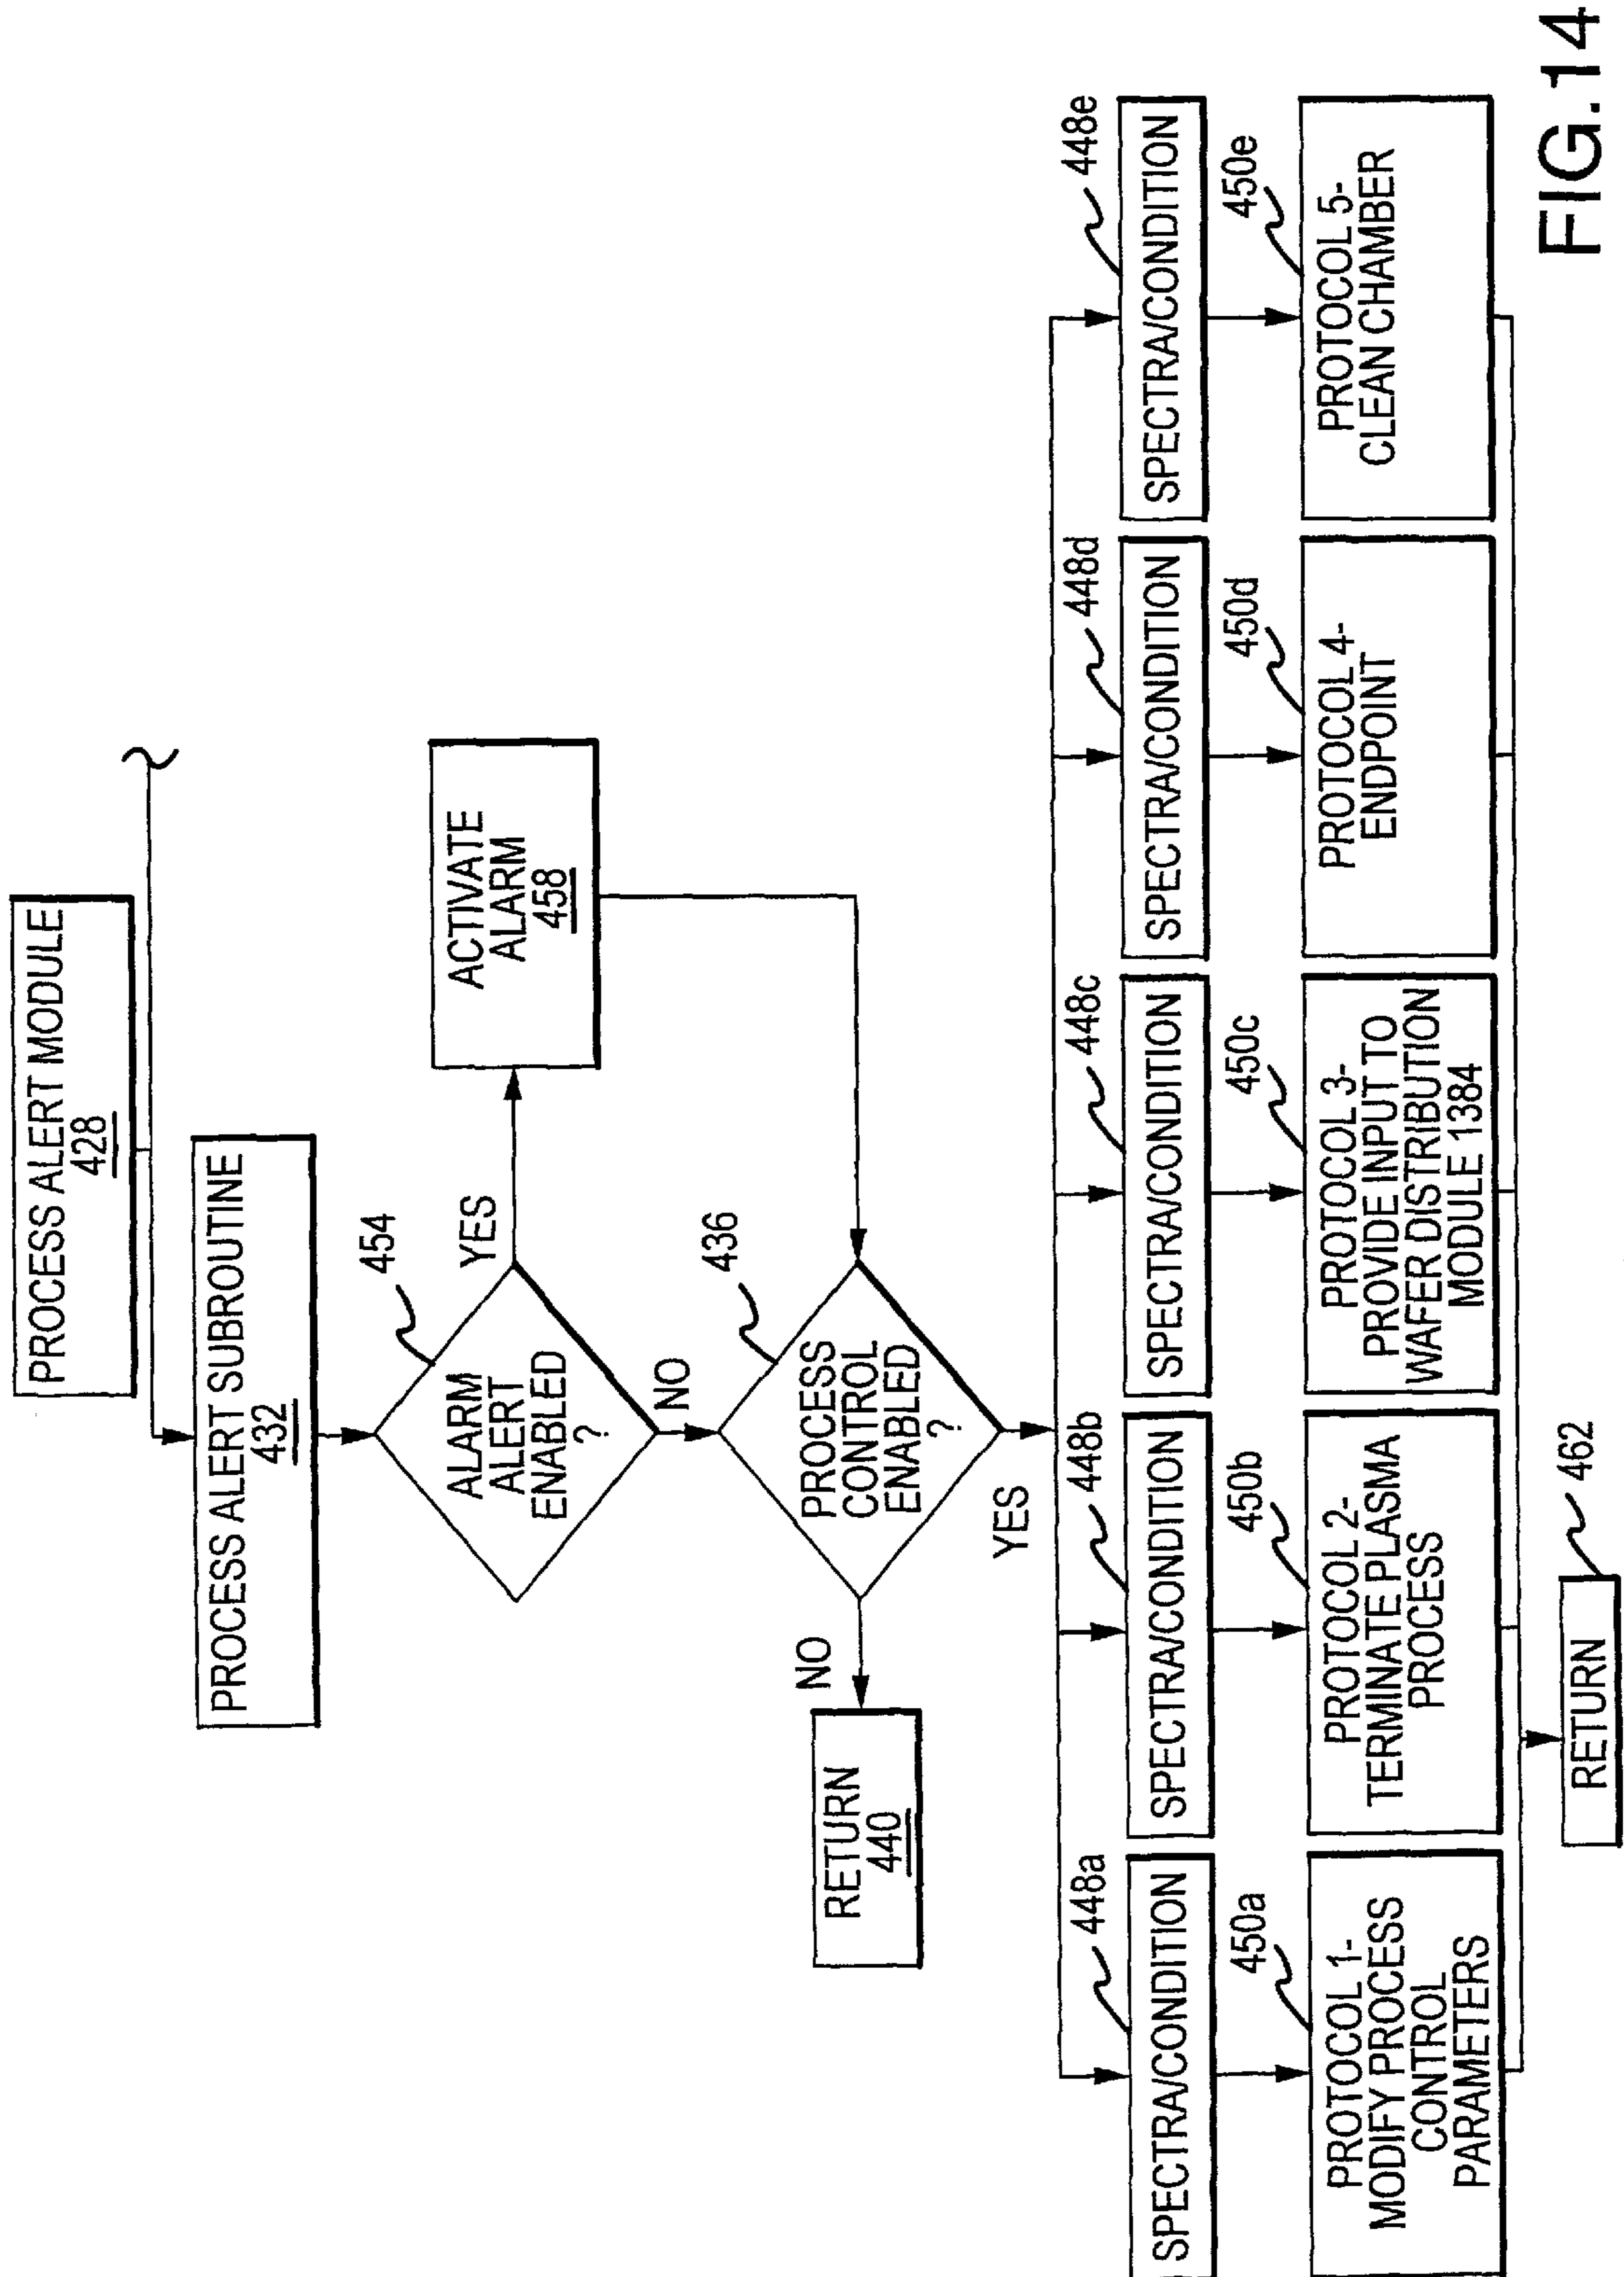 PROCESS ALERT MODULE
428
PROCESS ALERT SUBROUTINE
432
454
ALARM
ALERT
ENABLED
?
YES
ACTIVATE
ALARM
458
NO
436
PROCESS
CONTROL
ENABLED
?
NO
RETURN
440
YES
448a
SPECTRA/CONDITION
448b
SPECTRA/CONDITION
448c
SPECTRA/CONDITION
448d
SPECTRA/CONDITION
448e
SPECTRA/CONDITION
450a
PROTOCOL 1-
MODIFY PROCESS
CONTROL
PARAMETERS
450b
PROTOCOL 2-
TERMINATE PLASMA
PROCESS
450c
PROTOCOL 3-
PROVIDE INPUT TO
WAFER DISTRIBUTION
MODULE 1384
450d
PROTOCOL 4-
ENDPOINT
450e
PROTOCOL 5-
CLEAN CHAMBER
RETURN
462
FIG.14